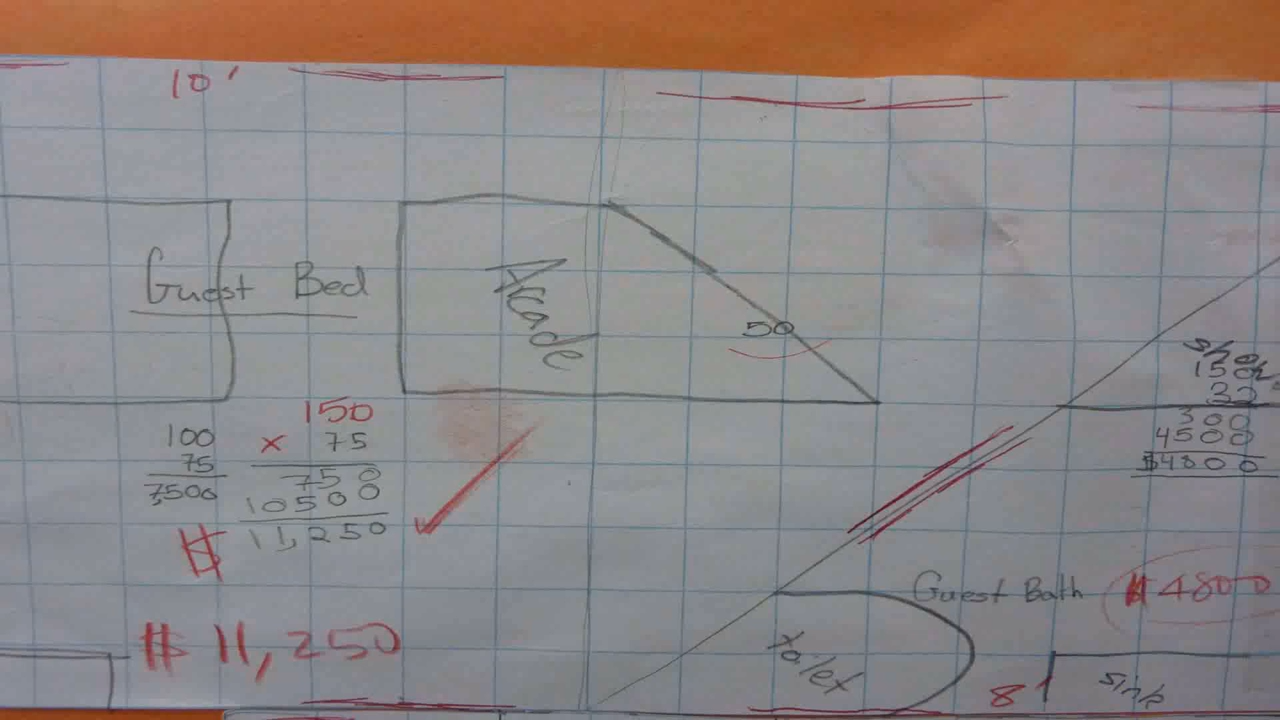 10'
Guest Bed
Arcade
50
100
75
7,500
150
x 75
750
10500
$ 11,250
$ 11,250
150
32
300
4500
$4800
Guest Bath $4800
Toilet
8'
Sink